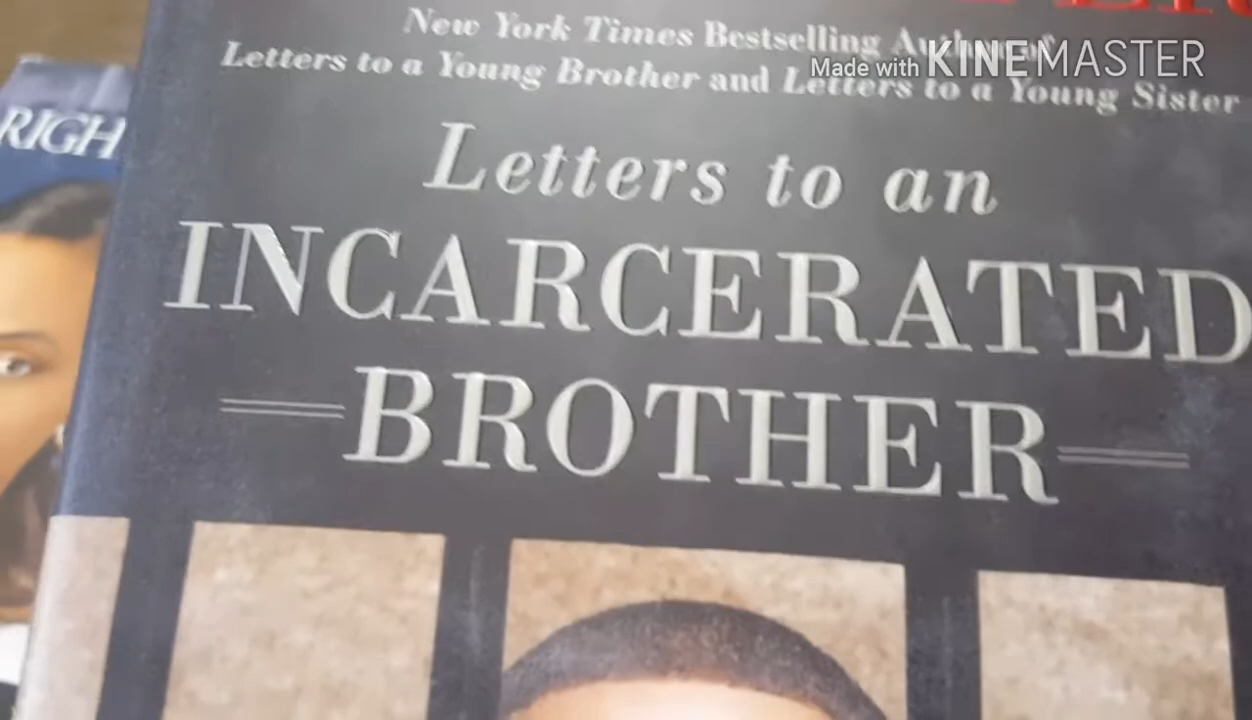 New York Times Bestselling Author of
Letters to a Young Brother and Letters to a Young Sister
Made with KINEMASTER
Letters to an
INCARCERATED
BROTHER
RIGH